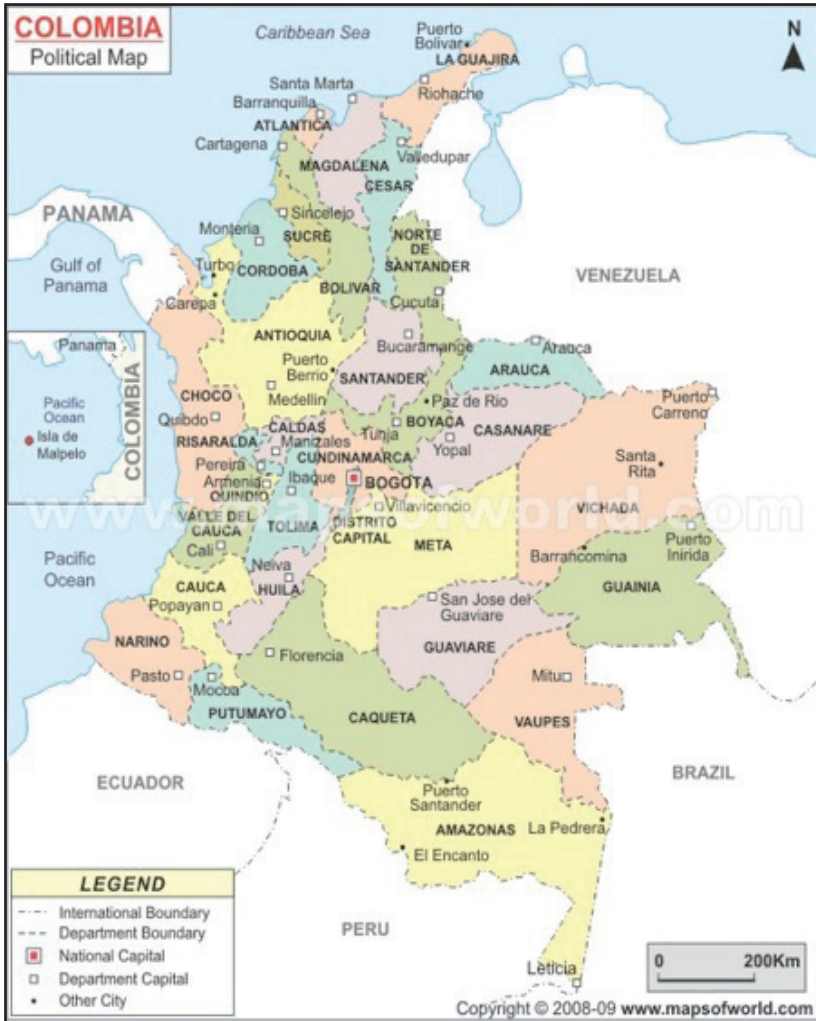 COLOMBIA
Political Map
Caribbean Sea
N
Puerto
Bolivar
LA GUAJIRA
Riohache
Santa Marta
Barranquilla
ATLANTICA
Cartagena
MAGDALENA
Valledupar
CESAR
PANAMA
Sincelejo
Monteria
SUCRE
NORTE
DE
SANTANDER
Gulf of
Panama
Turbo
CORDOBA
BOLIVAR
VENEZUELA
Carepa
Cucuta
ANTIOQUIA
Bucaramange
Arauca
ARAUCA
Panama
Puerto
Berrio
SANTANDER
Pacific
Ocean
Isla de
Malpelo
COLOMBIA
CHOCO
Medellin
Paz de Rio
Puerto
Carreno
Quibdo
BOYACA
CASANARE
RISARALDA
CALDAS
Manizales
Tunja
Yopal
CUNDINAMARCA
Santa
Rita
Pereira
Armenia
Ibaque
BOGOTA
QUINDIO
Villavicencio
VICHADA
www.mapsofworld.com
VALLE DEL
CAUCA
TOLIMA
DISTRITO
CAPITAL
META
Puerto
Inirida
Cali
Barrancomina
Pacific
Ocean
Neiva
HUILA
GUAINIA
CAUCA
Popayan
San Jose del
Guaviare
NARINO
GUAVIARE
Florencia
Pasto
Mocoa
Mitu
PUTUMAYO
CAQUETA
VAUPES
ECUADOR
BRAZIL
Puerto
Santander
AMAZONAS
La Pedrera
El Encanto
LEGEND
International Boundary
Department Boundary
National Capital
Department Capital
Other City
PERU
Leticia
0 200Km
Copyright © 2008-09 www.mapsofworld.com